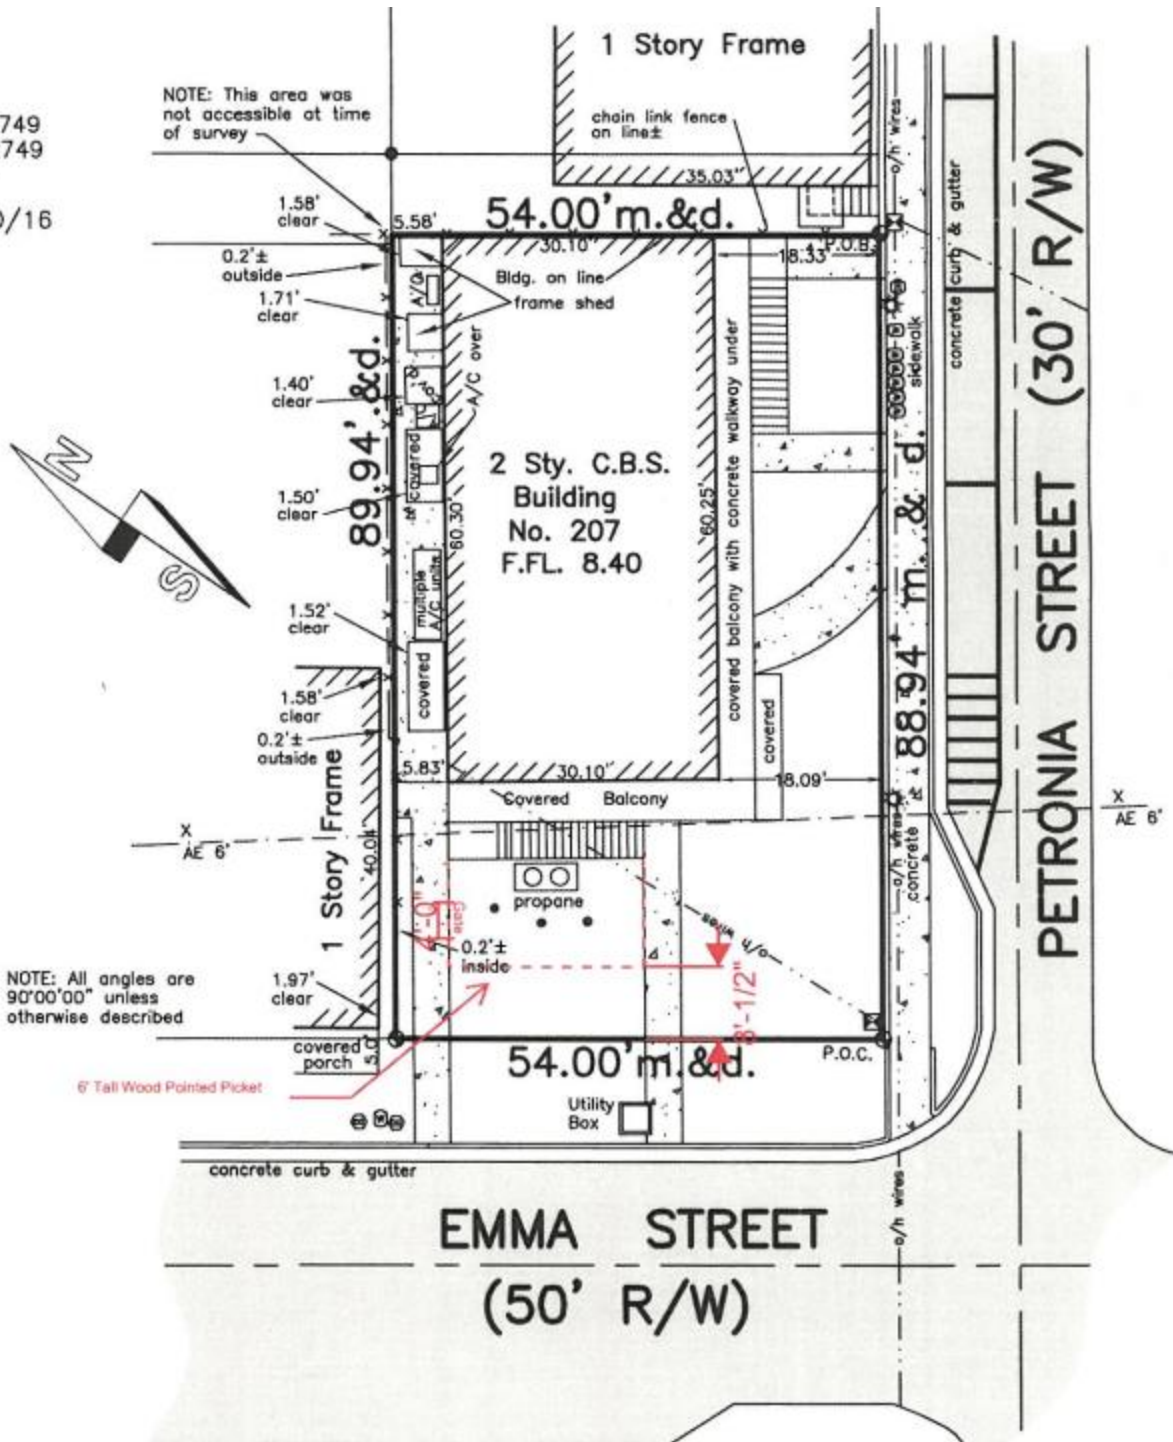 1 Story Frame
NOTE: This area was
not accessible at time
of survey
749
749
0/16
chain link fence
on line±
o/h wires
35.03'
1.58'
clear
5.58'
54.00'm.&d.
30.10'
P.O.B.
18.33'
0.2'±
outside
A/C
Bldg. on line
frame shed
1.71'
clear
A/C over
1.40'
clear
89.94' .&d.
covered
1.50'
clear
N
S
60.30'
2 Sty. C.B.S.
Building
No. 207
F.FL. 8.40
60.25'
covered balcony with concrete walkway under
sidewalk
concrete curb & gutter
88.94' m. & d.
PETRONIA STREET (30' R/W)
multiple
A/C units
1.52'
clear
covered
1.58'
clear
0.2'±
outside
covered
5.83'
30.10'
18.09'
Covered Balcony
X
AE 6'
X
AE 6'
1 Story Frame
40.04'
o/h wires
concrete
propane
4'-0"
Gate
0.2'±
inside
o/h wires
8'-1/2"
NOTE: All angles are
90°00'00" unless
otherwise described
1.97'
clear
covered
porch
5.0'
54.00'm.&d.
P.O.C.
6' Tall Wood Pointed Picket
Utility
Box
W
concrete curb & gutter
o/h wires
EMMA STREET
(50' R/W)